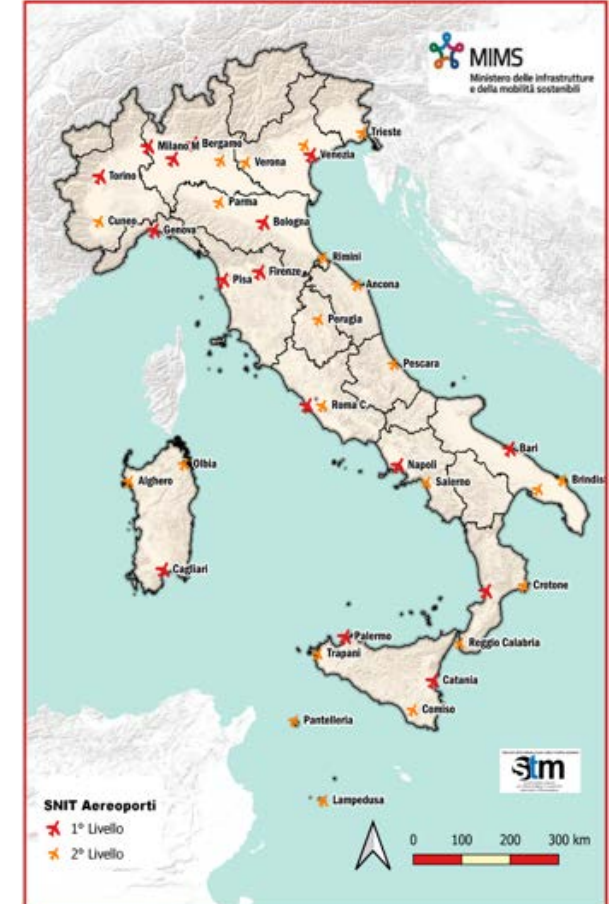 MIMS
Ministero delle infrastrutture
e della mobilità sostenibili
Trieste
Milano M
Bergamo
Verona
Venezia
Torino
Parma
Cuneo
Genova
Bologna
Rimini
Pisa
Firenze
Ancona
Perugia
Pescara
Roma C.
Bari
Napoli
Salerno
Brindisi
Olbia
Alghero
Cagliari
Crotone
Palermo
Reggio Calabria
Trapani
Catania
Comiso
Pantelleria
Lampedusa
stm
SNIT Aereoporti
1° Livello
2° Livello
0 100 200 300 km